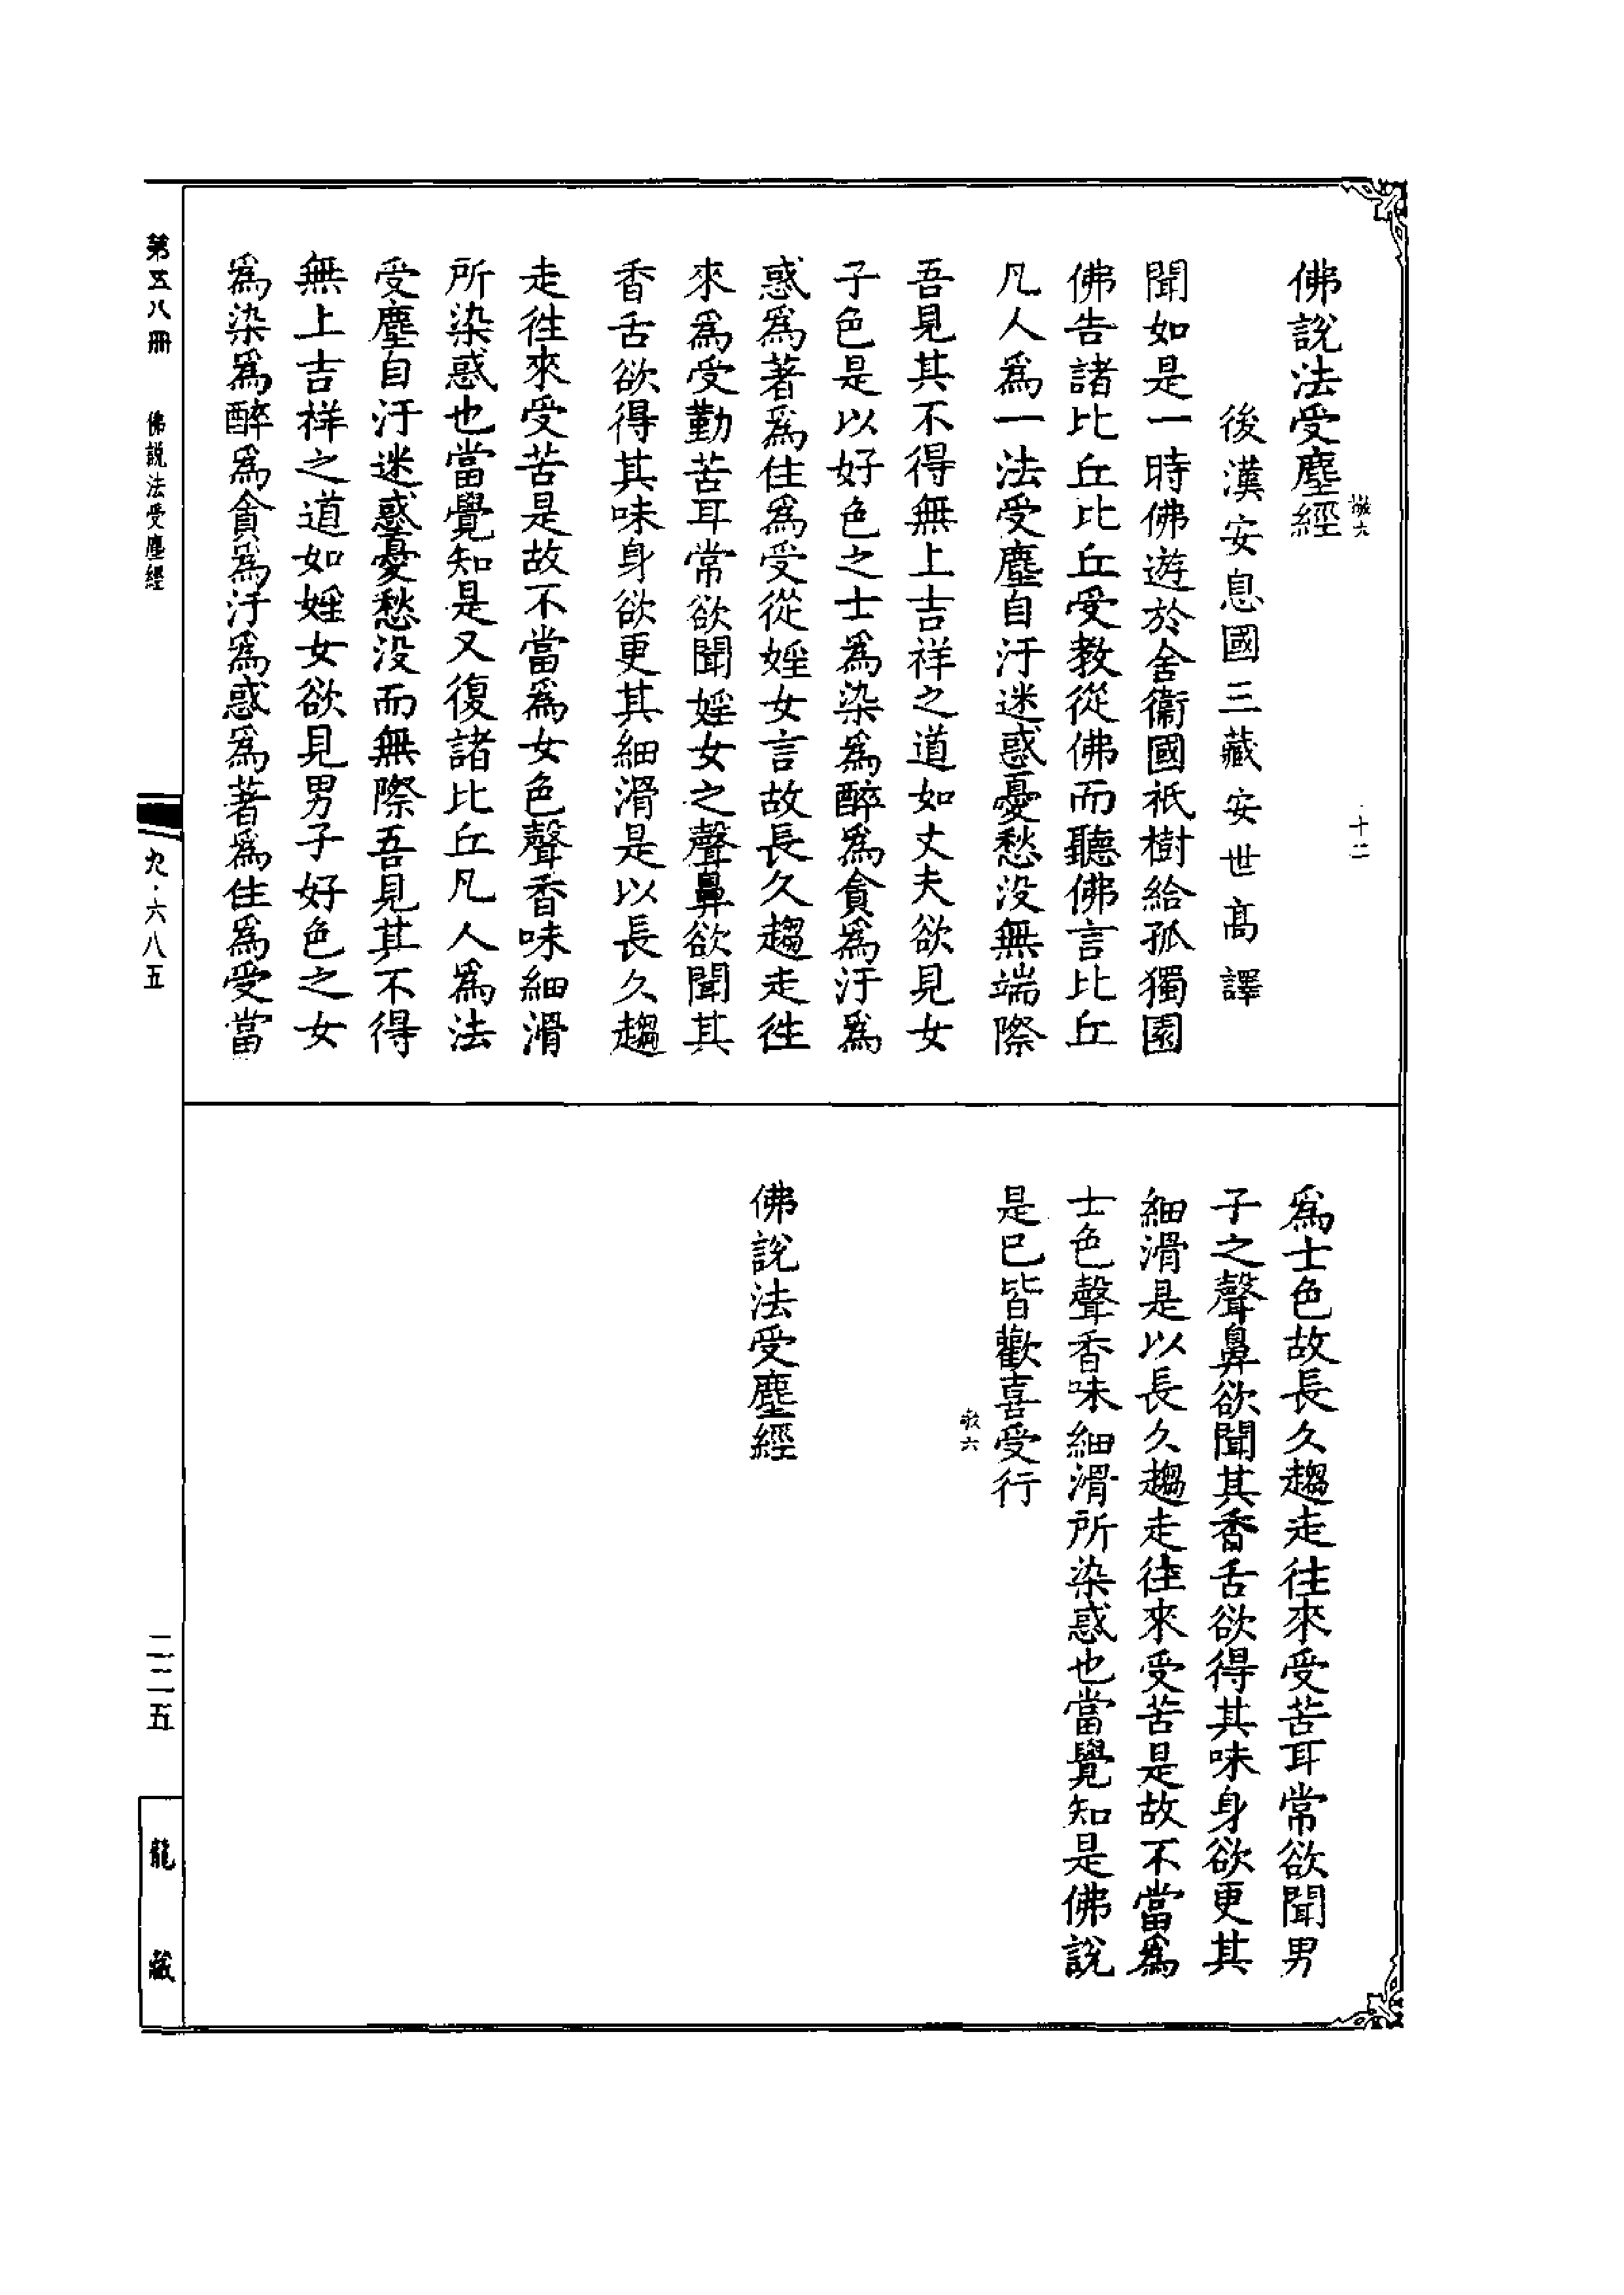 佛說法受塵經
後漢安息國三藏安世高譯
聞如是一時佛遊於舍衞國祇樹給孤獨園
佛告諸比丘比丘受教從佛而聽佛言比丘
凡人爲一法受塵自汙迷惑憂愁没無端際
吾見其不得無上吉祥之道如丈夫欲見女
子色是以好色之士爲染爲醉爲貪爲汙爲
惑爲著爲住爲受從婬女言故長久趨走徃
來爲受勤苦耳常欲聞婬女之聲鼻欲聞其
香舌欲得其味身欲更其細滑是以長久趨
走徃來受苦是故不當爲女色聲香味細滑
所染惑也當覺知是又復諸比丘凡人爲法
受塵自汙迷惑憂愁没而無際吾見其不得
無上吉祥之道如婬女欲見男子好色之女
爲染爲醉爲貪爲汙爲惑爲著爲住爲受當
爲士色故長久趨走往來受苦耳常欲聞男
子之聲鼻欲聞其香舌欲得其味身欲更其
細滑是以長久趨走往來受苦是故不當爲
士色聲香味細滑所染惑也當覺知是佛說
是已皆歡喜受行
佛說法受塵經
十二
第五八冊 佛說法受塵經 九·六八五 二二五 龍藏